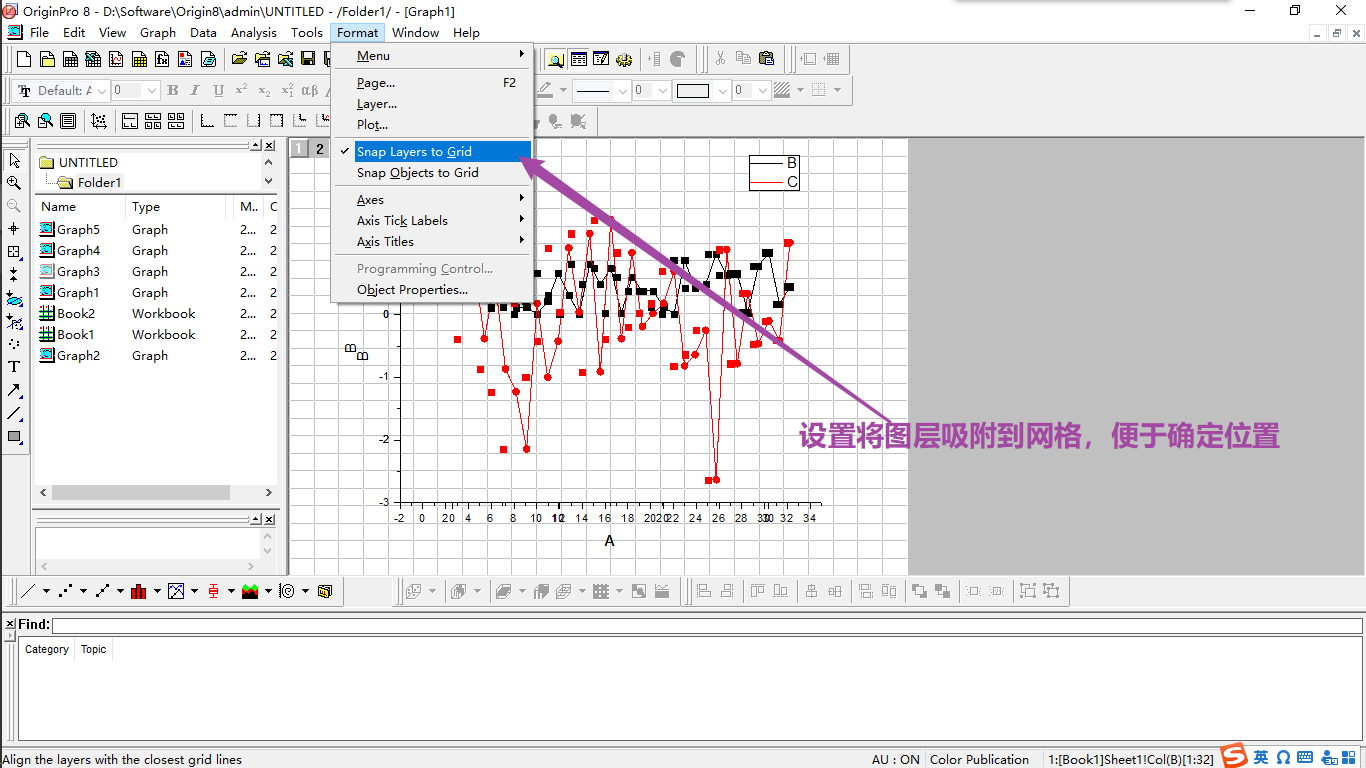 OriginPro 8 - D:\Software\Origin8\admin\UNTITLED - /Folder1/ - [Graph1]
File Edit View Graph Data Analysis Tools Format Window Help
Menu
Page... F2
Layer...
Plot...
Snap Layers to Grid
Snap Objects to Grid
Axes
Axis Tick Labels
Axis Titles
Programming Control...
Object Properties...
Default: A 0 B I U x² x₂ x₁² αβ A 0 0
UNTITLED
Folder1
Name Type M.. C
Graph5 Graph 2... 2
Graph4 Graph 2... 2
Graph3 Graph 2... 2
Graph1 Graph 2... 2
Book2 Workbook 2... 2
Book1 Workbook 2... 2
Graph2 Graph 2... 2
1 2
B
C
0
-1
-2
-3
B
B
-2 0 20 4 6 8 10 12 14 16 18 20 22 24 26 28 30 32 34
A
设置将图层吸附到网格，便于确定位置
Find:
Category Topic
Align the layers with the closest grid lines
AU : ON Color Publication 1:[Book1]Sheet1!Col(B)[1:32]
S 英